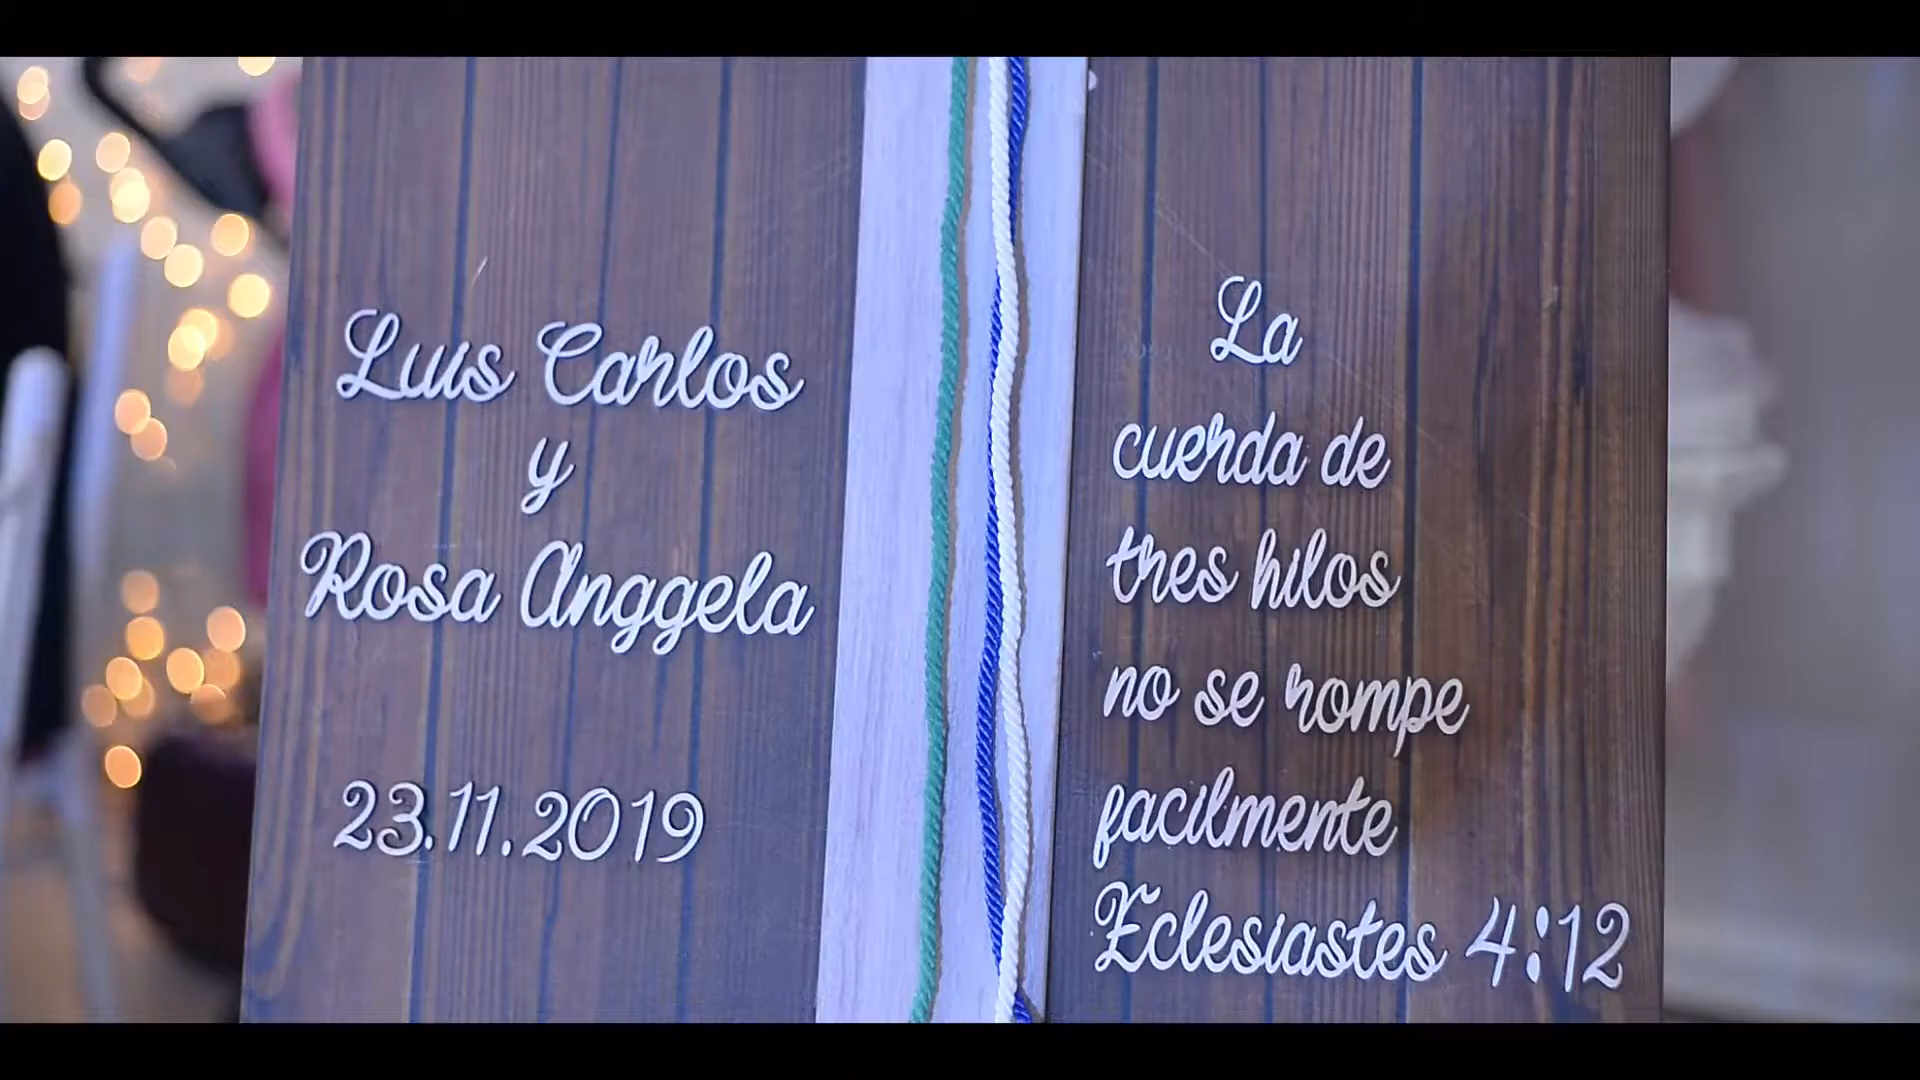 Luis Carlos
y
Rosa Anggela
23.11.2019
La
cuerda de
tres hilos
no se rompe
facilmente
Eclesiastes 4:12